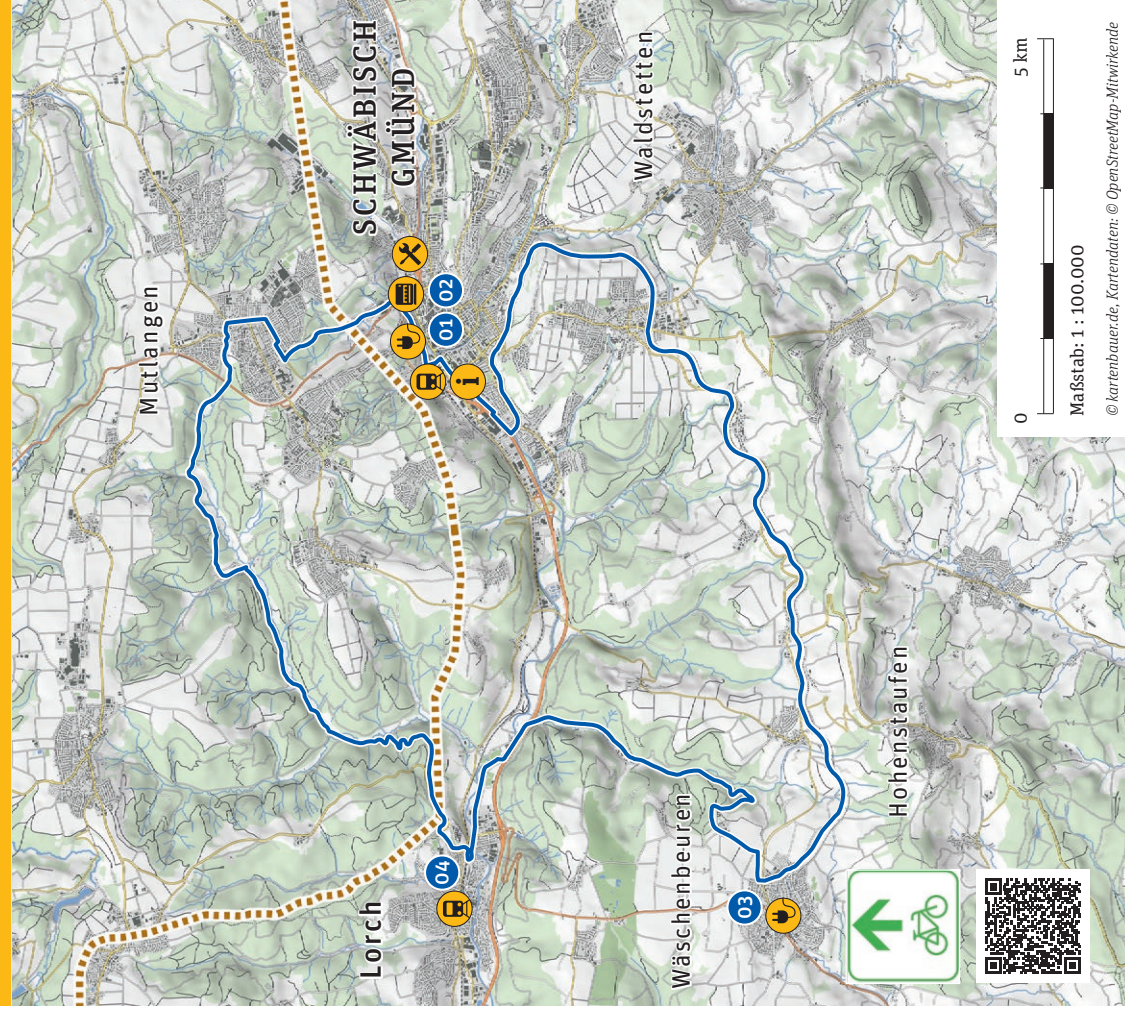 SCHWÄBISCH
GMÜND
Mutlangen
Waldstetten
01
02
Lorch
04
Wäschenbeuren
03
Hohenstaufen
i
0
5 km
Maßstab: 1 : 100.000
© kartenbauer.de, Kartendaten: © OpenStreetMap-Mitwirkende